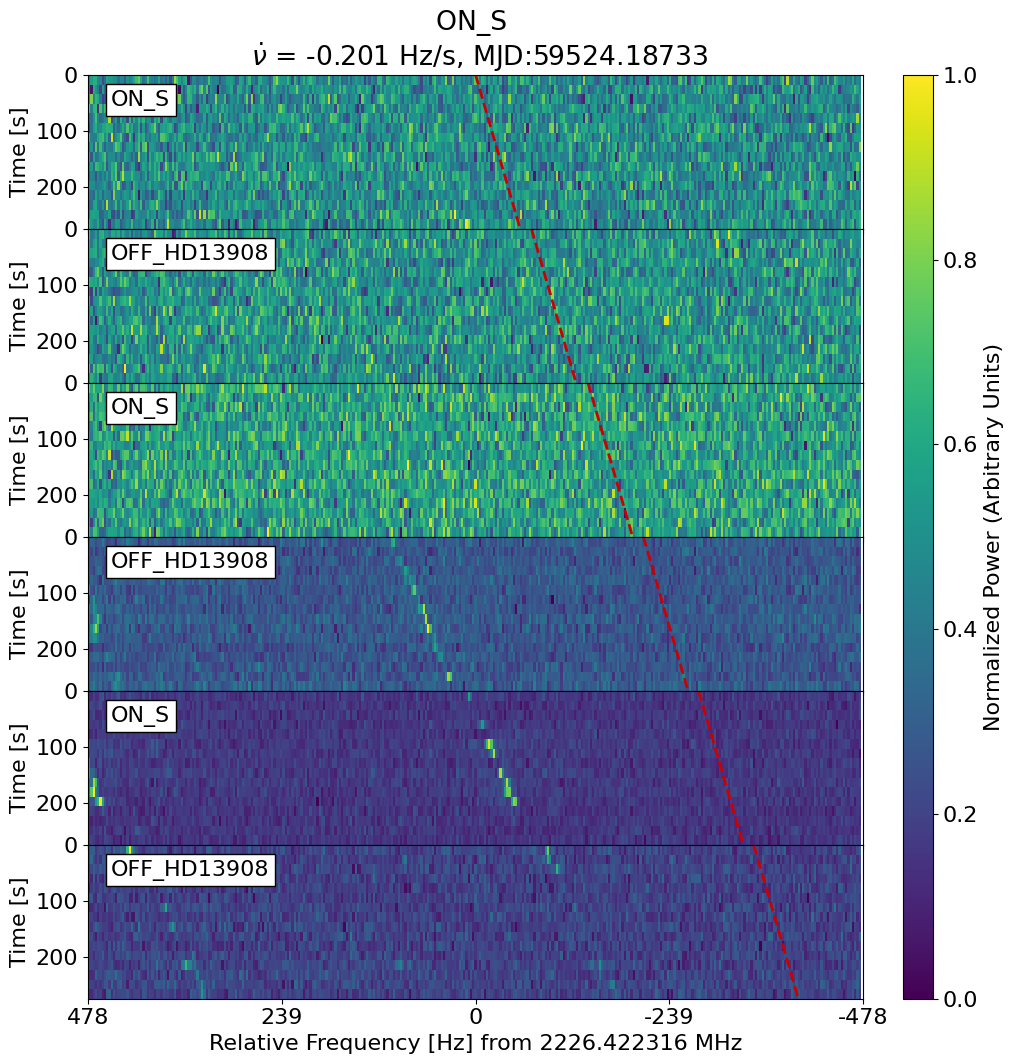 ON_S
ν̇ = -0.201 Hz/s, MJD:59524.18733
0
100
200
Time [s]
ON_S
0
100
200
Time [s]
OFF_HD13908
0
100
200
Time [s]
ON_S
0
100
200
Time [s]
OFF_HD13908
0
100
200
Time [s]
ON_S
0
100
200
Time [s]
OFF_HD13908
478
239
0
-239
-478
Relative Frequency [Hz] from 2226.422316 MHz
1.0
0.8
0.6
0.4
0.2
0.0
Normalized Power (Arbitrary Units)